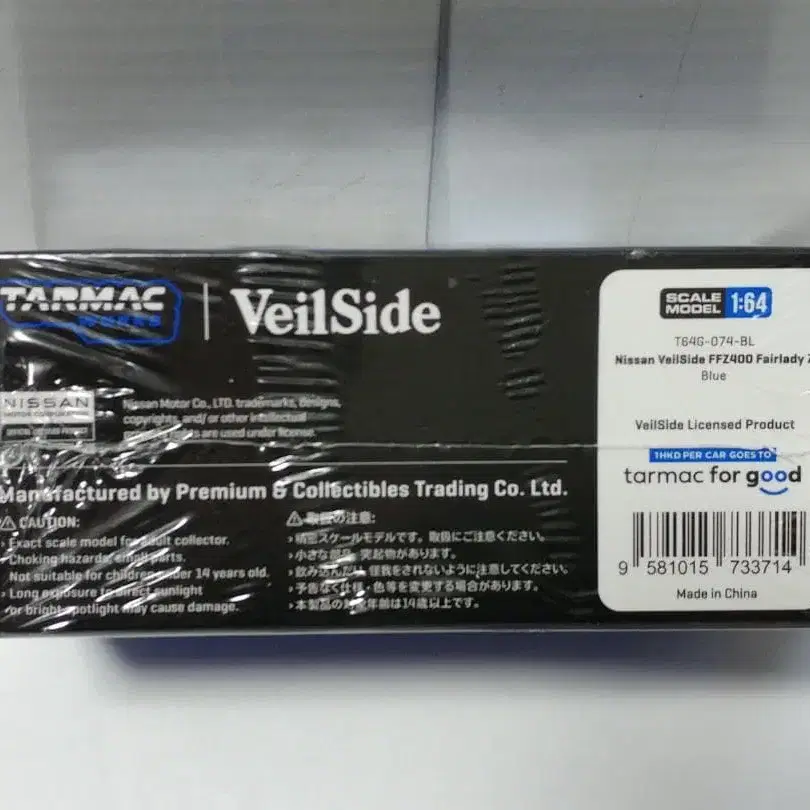 TARMAC
WORKS
VeilSide
SCALE
MODEL 1:64
T64G-074-BL
Nissan VeilSide FFZ400 Fairlady Z
Blue
VeilSide Licensed Product
1HKD PER CAR GOES TO
tarmac for good
9 581015 733714
Made in China
NISSAN
MOTOR CORPORATION
Nissan Motor Co., LTD. trademarks, designs,
copyrights, and/ or other intellectual
rights are used under license.
Manufactured by Premium & Collectibles Trading Co. Ltd.
CAUTION:
› Exact scale model for adult collector.
› Choking hazards, small parts.
Not suitable for children under 14 years old.
› Long exposure to direct sunlight
or bright spotlight may cause damage.
取扱の注意:
›精密スケールモデルです。取扱にご注意ください。
›小さな部品、突起物があります。
›飲み込んだり、怪我をされないように注意してください。
›予告なく仕様・色等を変更する場合があります。
›本製品の対象年齢は14歳以上です。